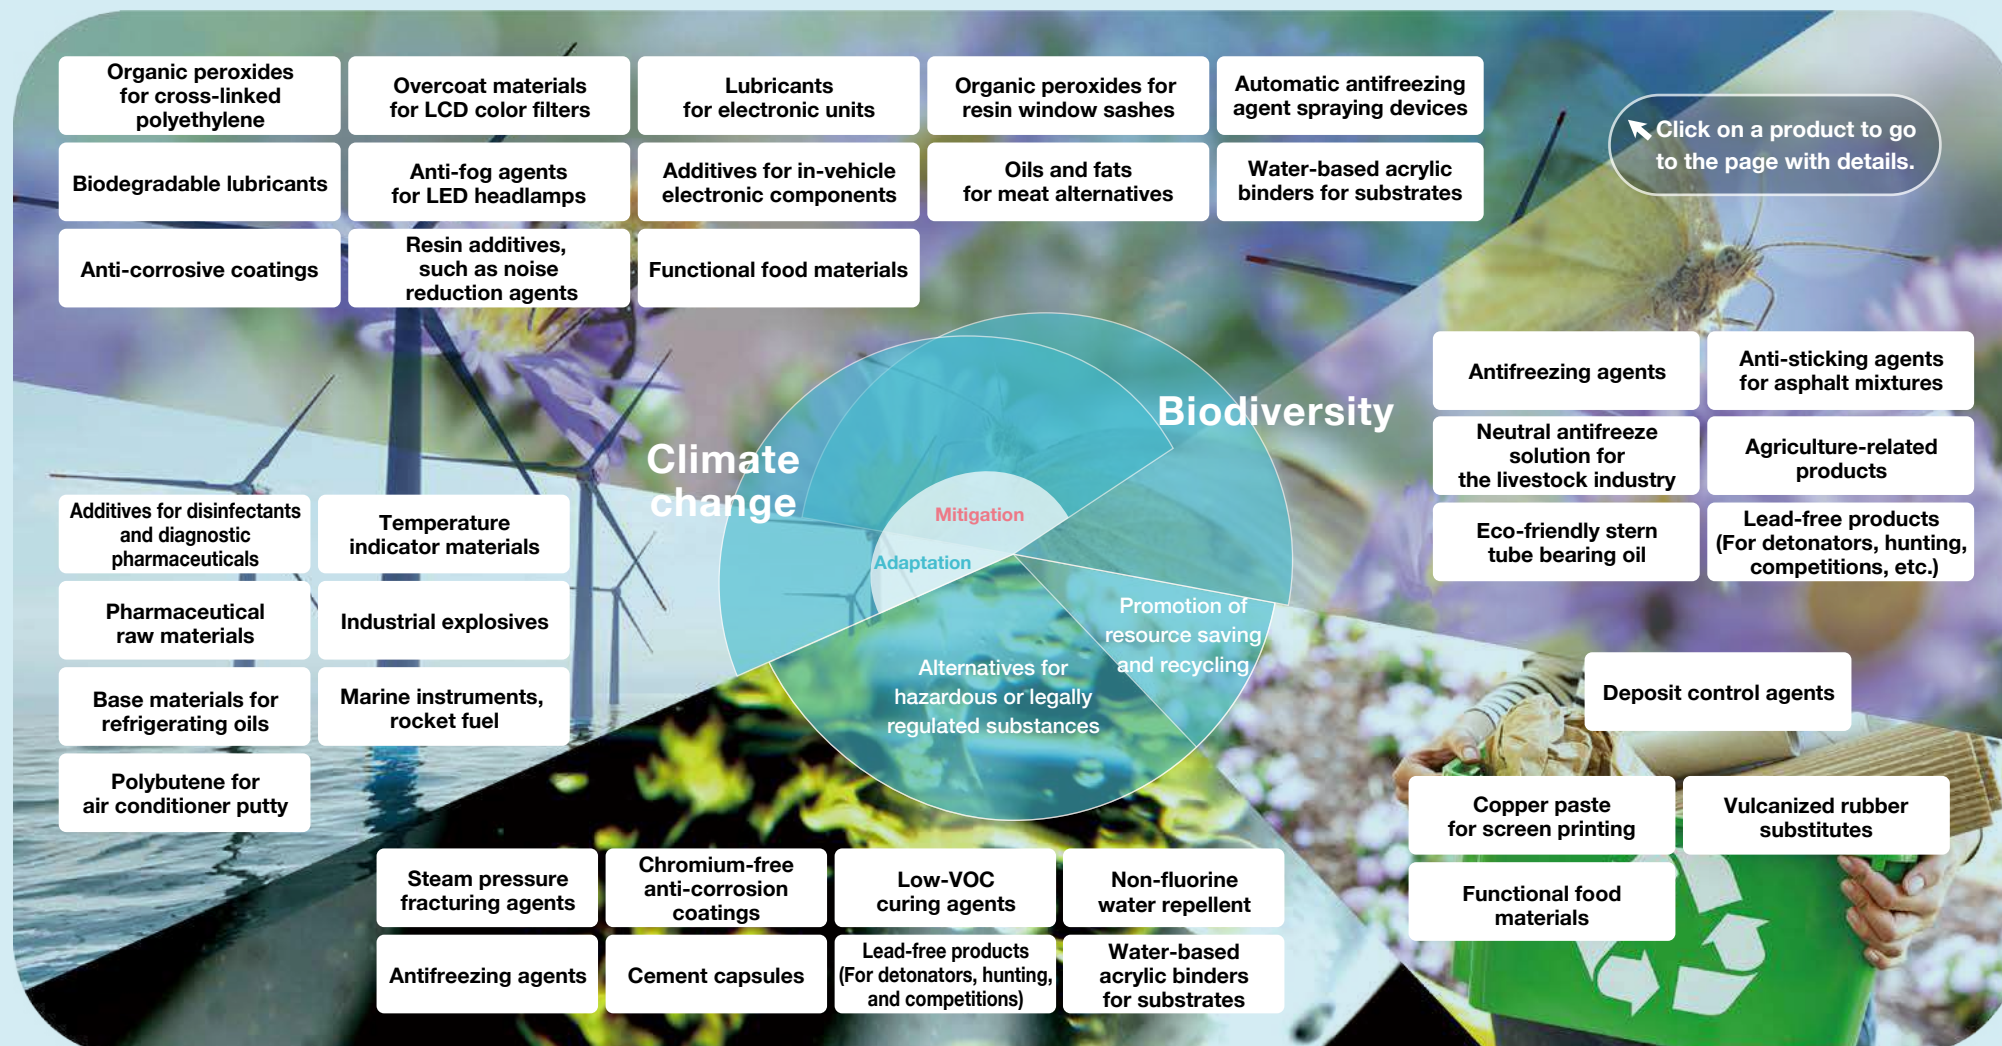 Organic peroxides
for cross-linked
polyethylene
Overcoat materials
for LCD color filters
Lubricants
for electronic units
Organic peroxides for
resin window sashes
Automatic antifreezing
agent spraying devices
Click on a product to go
to the page with details.
Biodegradable lubricants
Anti-fog agents
for LED headlamps
Additives for in-vehicle
electronic components
Oils and fats
for meat alternatives
Water-based acrylic
binders for substrates
Anti-corrosive coatings
Resin additives,
such as noise
reduction agents
Functional food materials
Biodiversity
Climate
change
Mitigation
Adaptation
Antifreezing agents
Anti-sticking agents
for asphalt mixtures
Neutral antifreeze
solution for
the livestock industry
Agriculture-related
products
Eco-friendly stern
tube bearing oil
Lead-free products
(For detonators, hunting,
competitions, etc.)
Additives for disinfectants
and diagnostic
pharmaceuticals
Temperature
indicator materials
Pharmaceutical
raw materials
Industrial explosives
Base materials for
refrigerating oils
Marine instruments,
rocket fuel
Polybutene for
air conditioner putty
Promotion of
resource saving
and recycling
Alternatives for
hazardous or legally
regulated substances
Deposit control agents
Copper paste
for screen printing
Vulcanized rubber
substitutes
Functional food
materials
Steam pressure
fracturing agents
Chromium-free
anti-corrosion
coatings
Low-VOC
curing agents
Non-fluorine
water repellent
Antifreezing agents
Cement capsules
Lead-free products
(For detonators, hunting,
and competitions)
Water-based
acrylic binders
for substrates